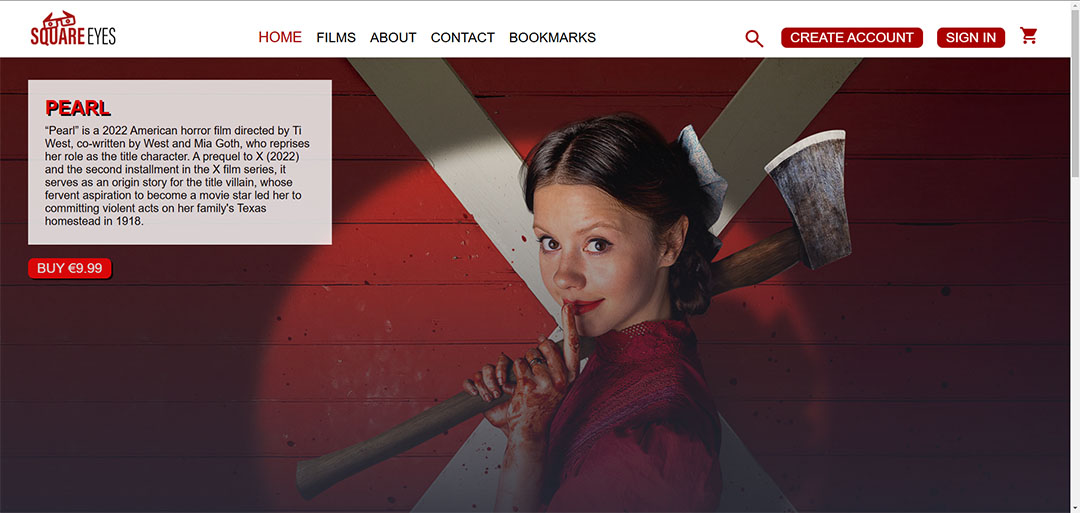 SQUARE EYES
HOME FILMS ABOUT CONTACT BOOKMARKS
CREATE ACCOUNT SIGN IN
PEARL
“Pearl” is a 2022 American horror film directed by Ti
West, co-written by West and Mia Goth, who reprises
her role as the title character. A prequel to X (2022)
and the second installment in the X film series, it
serves as an origin story for the title villain, whose
fervent aspiration to become a movie star led her to
committing violent acts on her family's Texas
homestead in 1918.
BUY €9.99